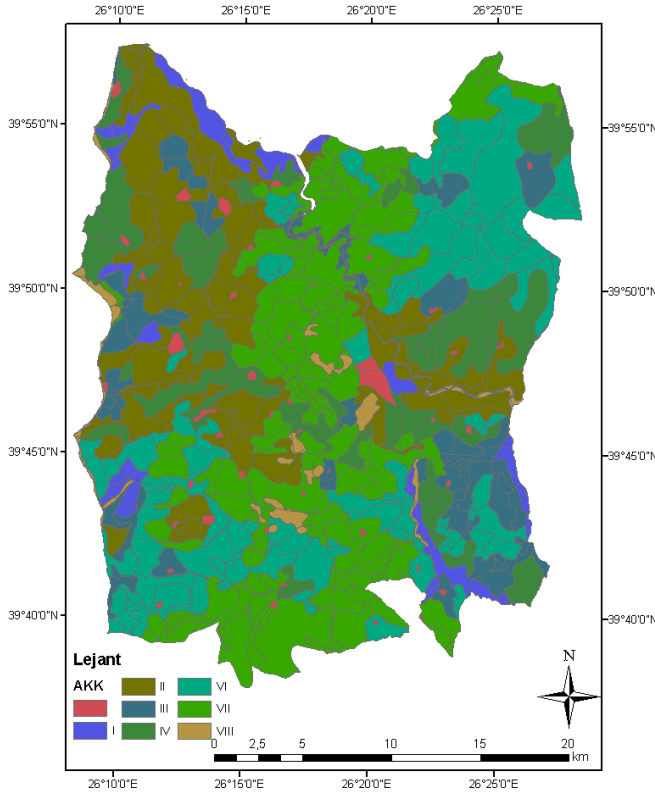 26°10'0"E 26°15'0"E 26°20'0"E 26°25'0"E
39°55'0"N 39°55'0"N
39°50'0"N 39°50'0"N
39°45'0"N 39°45'0"N
39°40'0"N 39°40'0"N
Lejant
AKK II VI
III VII
I IV VIII
N
0 2,5 5 10 15 20
km
26°10'0"E 26°15'0"E 26°20'0"E 26°25'0"E